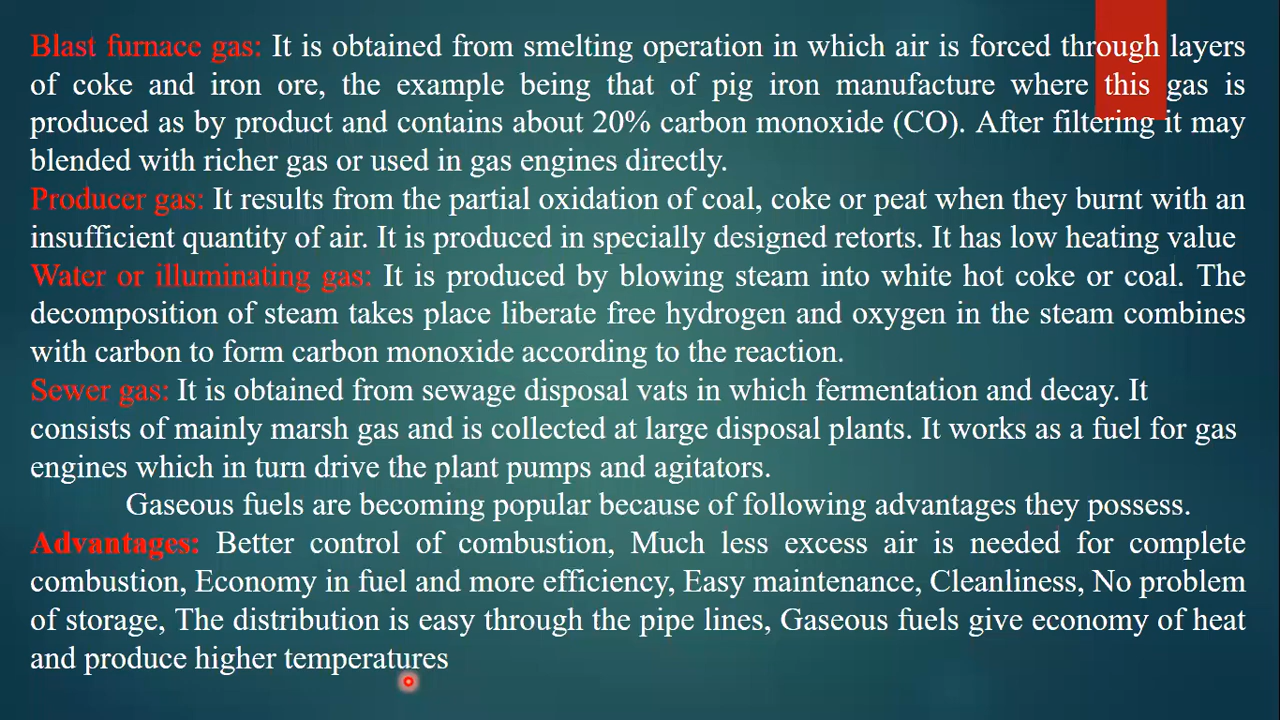 Blast furnace gas: It is obtained from smelting operation in which air is forced through layers
of coke and iron ore, the example being that of pig iron manufacture where this gas is
produced as by product and contains about 20% carbon monoxide (CO). After filtering it may
blended with richer gas or used in gas engines directly.
Producer gas: It results from the partial oxidation of coal, coke or peat when they burnt with an
insufficient quantity of air. It is produced in specially designed retorts. It has low heating value
Water or illuminating gas: It is produced by blowing steam into white hot coke or coal. The
decomposition of steam takes place liberate free hydrogen and oxygen in the steam combines
with carbon to form carbon monoxide according to the reaction.
Sewer gas: It is obtained from sewage disposal vats in which fermentation and decay. It
consists of mainly marsh gas and is collected at large disposal plants. It works as a fuel for gas
engines which in turn drive the plant pumps and agitators.
Gaseous fuels are becoming popular because of following advantages they possess.
Advantages: Better control of combustion, Much less excess air is needed for complete
combustion, Economy in fuel and more efficiency, Easy maintenance, Cleanliness, No problem
of storage, The distribution is easy through the pipe lines, Gaseous fuels give economy of heat
and produce higher temperatures